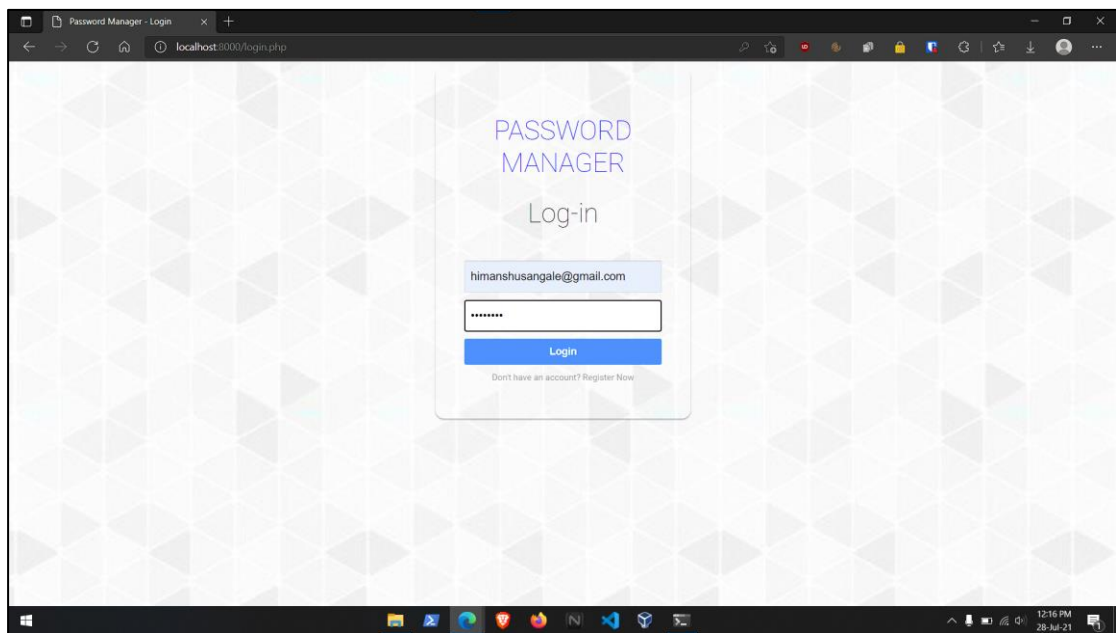 Password Manager - Login
localhost:8000/login.php
PASSWORD
MANAGER
Log-in
himanshusangale@gmail.com
••••••••
Login
Don't have an account? Register Now
12:16 PM
28-Jul-21